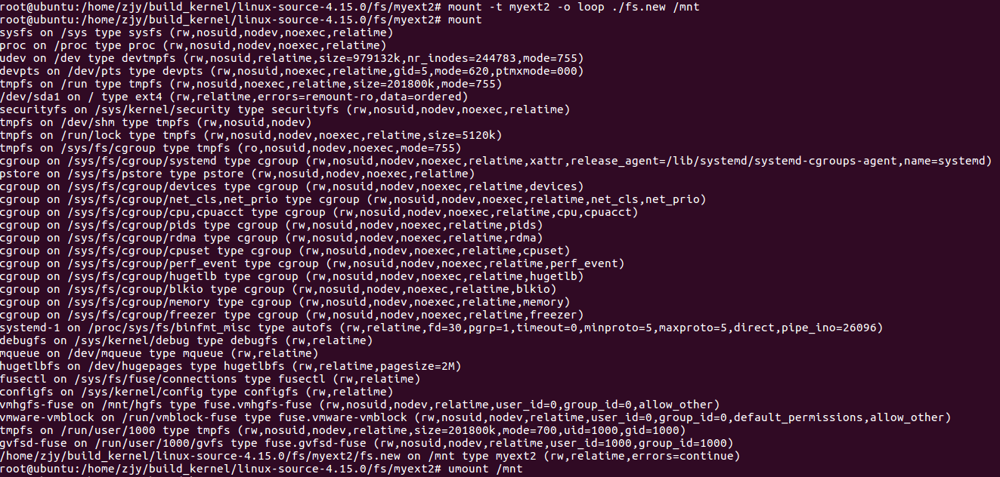 root@ubuntu:/home/zjy/build_kernel/linux-source-4.15.0/fs/myext2# mount -t myext2 -o loop ./fs.new /mnt
root@ubuntu:/home/zjy/build_kernel/linux-source-4.15.0/fs/myext2# mount
sysfs on /sys type sysfs (rw,nosuid,nodev,noexec,relatime)
proc on /proc type proc (rw,nosuid,nodev,noexec,relatime)
udev on /dev type devtmpfs (rw,nosuid,relatime,size=979132k,nr_inodes=244783,mode=755)
devpts on /dev/pts type devpts (rw,nosuid,noexec,relatime,gid=5,mode=620,ptmxmode=000)
tmpfs on /run type tmpfs (rw,nosuid,noexec,relatime,size=201800k,mode=755)
/dev/sda1 on / type ext4 (rw,relatime,errors=remount-ro,data=ordered)
securityfs on /sys/kernel/security type securityfs (rw,nosuid,nodev,noexec,relatime)
tmpfs on /dev/shm type tmpfs (rw,nosuid,nodev)
tmpfs on /run/lock type tmpfs (rw,nosuid,nodev,noexec,relatime,size=5120k)
tmpfs on /sys/fs/cgroup type tmpfs (ro,nosuid,nodev,noexec,mode=755)
cgroup on /sys/fs/cgroup/systemd type cgroup (rw,nosuid,nodev,noexec,relatime,xattr,release_agent=/lib/systemd/systemd-cgroups-agent,name=systemd)
pstore on /sys/fs/pstore type pstore (rw,nosuid,nodev,noexec,relatime)
cgroup on /sys/fs/cgroup/devices type cgroup (rw,nosuid,nodev,noexec,relatime,devices)
cgroup on /sys/fs/cgroup/net_cls,net_prio type cgroup (rw,nosuid,nodev,noexec,relatime,net_cls,net_prio)
cgroup on /sys/fs/cgroup/cpu,cpuacct type cgroup (rw,nosuid,nodev,noexec,relatime,cpu,cpuacct)
cgroup on /sys/fs/cgroup/pids type cgroup (rw,nosuid,nodev,noexec,relatime,pids)
cgroup on /sys/fs/cgroup/rdma type cgroup (rw,nosuid,nodev,noexec,relatime,rdma)
cgroup on /sys/fs/cgroup/cpuset type cgroup (rw,nosuid,nodev,noexec,relatime,cpuset)
cgroup on /sys/fs/cgroup/perf_event type cgroup (rw,nosuid,nodev,noexec,relatime,perf_event)
cgroup on /sys/fs/cgroup/hugetlb type cgroup (rw,nosuid,nodev,noexec,relatime,hugetlb)
cgroup on /sys/fs/cgroup/blkio type cgroup (rw,nosuid,nodev,noexec,relatime,blkio)
cgroup on /sys/fs/cgroup/memory type cgroup (rw,nosuid,nodev,noexec,relatime,memory)
cgroup on /sys/fs/cgroup/freezer type cgroup (rw,nosuid,nodev,noexec,relatime,freezer)
systemd-1 on /proc/sys/fs/binfmt_misc type autofs (rw,relatime,fd=30,pgrp=1,timeout=0,minproto=5,maxproto=5,direct,pipe_ino=26096)
debugfs on /sys/kernel/debug type debugfs (rw,relatime)
mqueue on /dev/mqueue type mqueue (rw,relatime)
hugetlbfs on /dev/hugepages type hugetlbfs (rw,relatime,pagesize=2M)
fusectl on /sys/fs/fuse/connections type fusectl (rw,relatime)
configfs on /sys/kernel/config type configfs (rw,relatime)
vmhgfs-fuse on /mnt/hgfs type fuse.vmhgfs-fuse (rw,nosuid,nodev,relatime,user_id=0,group_id=0,allow_other)
vmware-vmblock on /run/vmblock-fuse type fuse.vmware-vmblock (rw,nosuid,nodev,relatime,user_id=0,group_id=0,default_permissions,allow_other)
tmpfs on /run/user/1000 type tmpfs (rw,nosuid,nodev,relatime,size=201800k,mode=700,uid=1000,gid=1000)
gvfsd-fuse on /run/user/1000/gvfs type fuse.gvfsd-fuse (rw,nosuid,nodev,relatime,user_id=1000,group_id=1000)
/home/zjy/build_kernel/linux-source-4.15.0/fs/myext2/fs.new on /mnt type myext2 (rw,relatime,errors=continue)
root@ubuntu:/home/zjy/build_kernel/linux-source-4.15.0/fs/myext2# umount /mnt